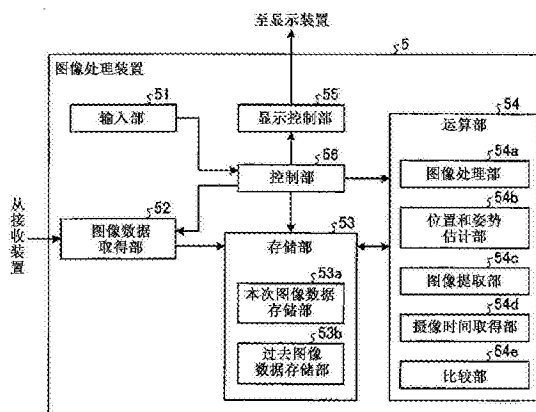 至显示装置
5
图像处理装置
51
输入部
55
显示控制部
54
运算部
56
控制部
54a
图像处理部
从接收装置
52
图像数据
取得部
53
存储部
54b
位置和姿势
估计部
53a
本次图像数据
存储部
54c
图像提取部
54d
摄像时间取得部
53b
过去图像
数据存储部
54e
比较部